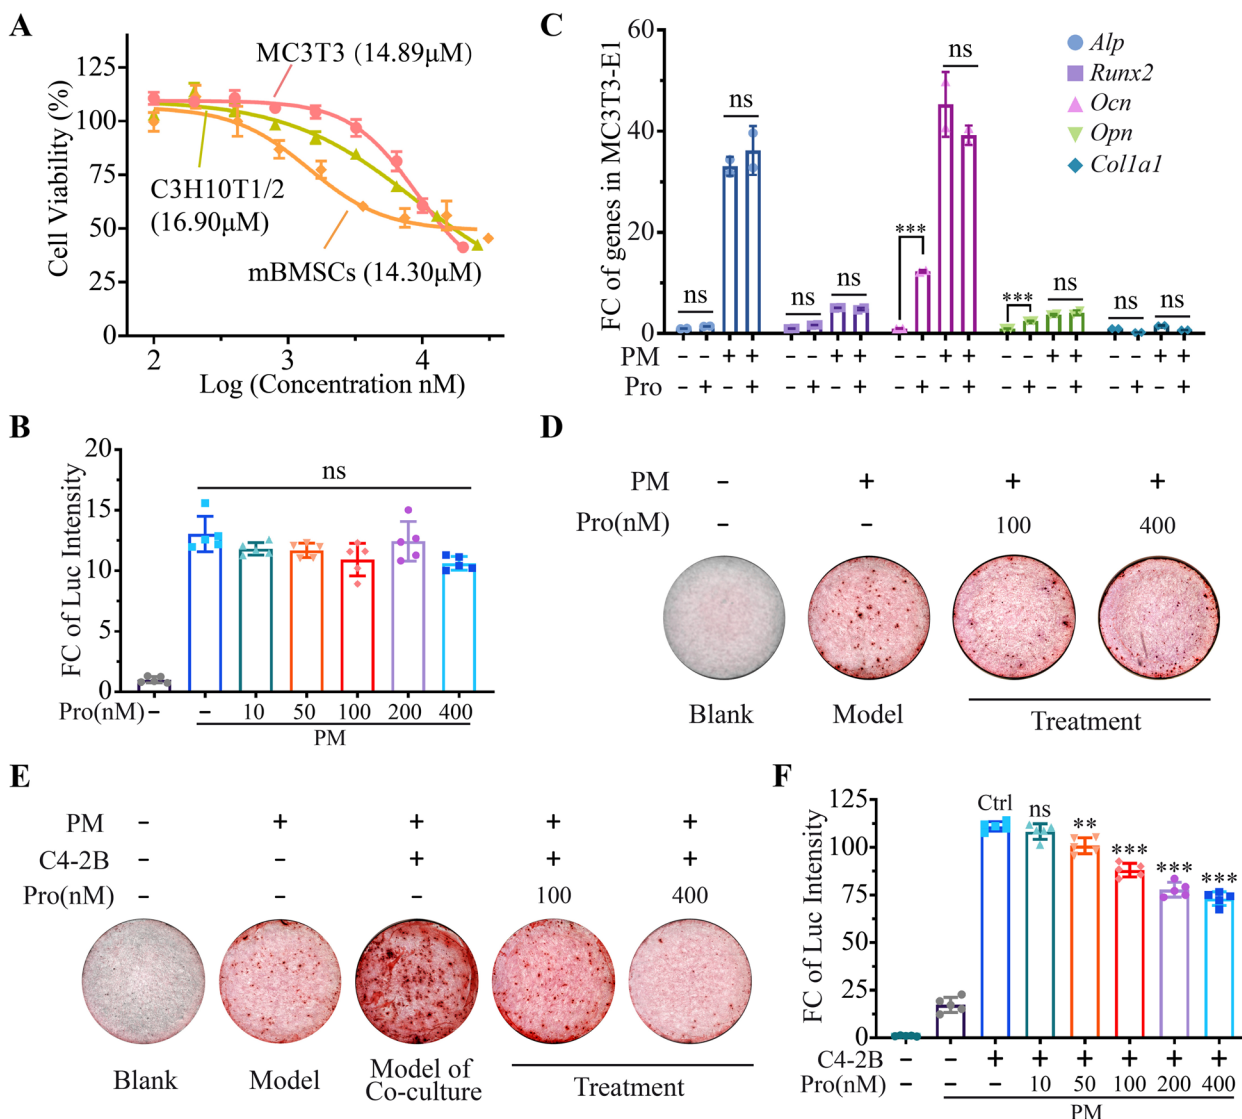 A
Cell Viability (%)
125
100
75
50
25
0
MC3T3 (14.89μM)
C3H10T1/2
(16.90μM)
mBMSCs (14.30μM)
2 3 4
Log (Concentration nM)
C
FC of genes in MC3T3-E1
60
40
20
0
Alp
Runx2
Ocn
Opn
Col1a1
ns ns ns ns *** ns *** ns ns ns
PM – – + + – – + + – – + + – – + + – – + +
Pro – + – + – + – + – + – + – + – + – + – +
B
FC of Luc Intensity
20
15
10
5
0
ns
Pro(nM) – – 10 50 100 200 400
PM
D
PM – + + +
Pro(nM) – – 100 400
Blank Model Treatment
E
PM – + + + +
C4-2B – – + + +
Pro(nM) – – – 100 400
Blank Model Model of
Co-culture Treatment
F
FC of Luc Intensity
125
100
75
50
25
0
Ctrl ns ** *** *** ***
C4-2B – – + + + + + +
Pro(nM) – – – 10 50 100 200 400
PM